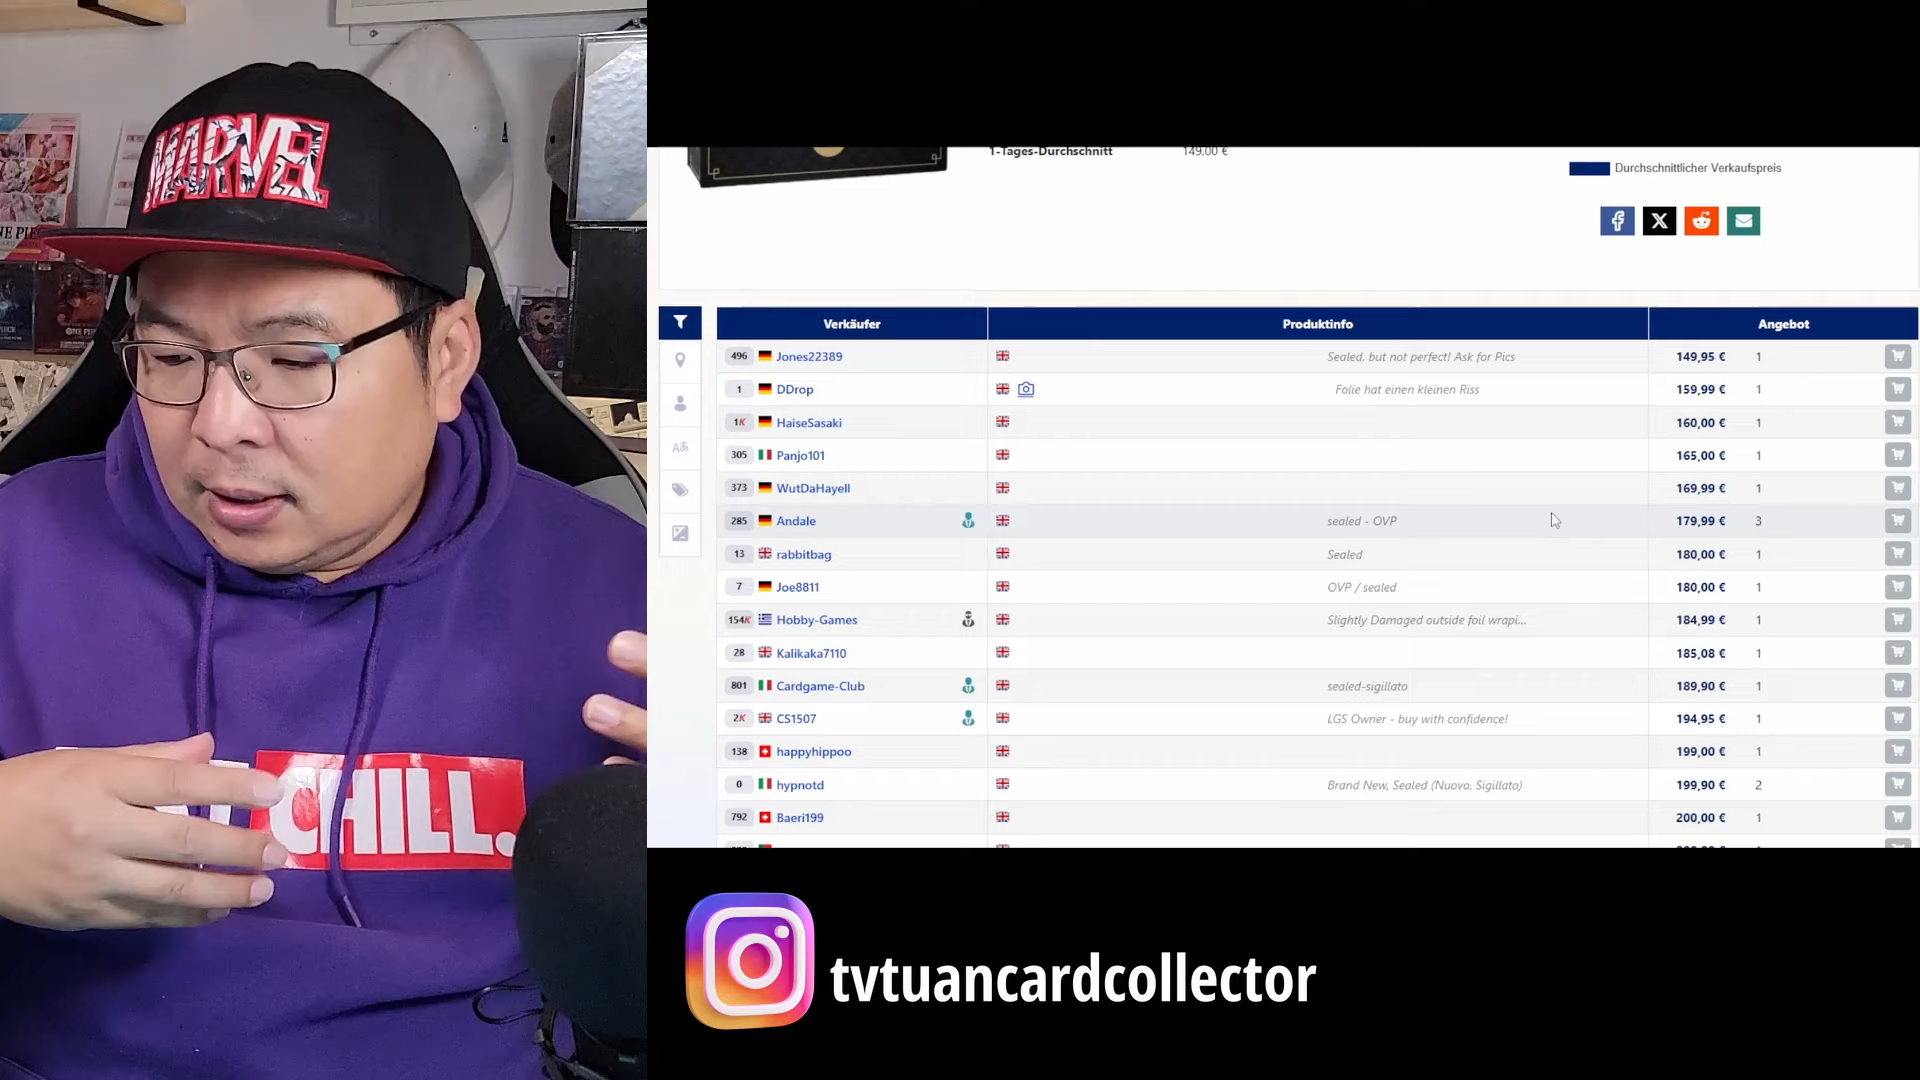 MARVEL
CHILL.
1-Tages-Durchschnitt 149,00 €
Durchschnittlicher Verkaufspreis
Verkäufer Produktinfo Angebot
496 Jones22389 Sealed, but not perfect! Ask for Pics 149,95 € 1
1 DDrop Folie hat einen kleinen Riss 159,99 € 1
1K HaiseSasaki 160,00 € 1
305 Panjo101 165,00 € 1
373 WutDaHayell 169,99 € 1
285 Andale sealed - OVP 179,99 € 3
13 rabbitbag Sealed 180,00 € 1
7 Joe8811 OVP / sealed 180,00 € 1
154K Hobby-Games Slightly Damaged outside foil wrapi... 184,99 € 1
28 Kalikaka7110 185,08 € 1
801 Cardgame-Club sealed-sigillato 189,90 € 1
2K CS1507 LGS Owner - buy with confidence! 194,95 € 1
138 happyhippoo 199,00 € 1
0 hypnotd Brand New, Sealed (Nuovo, Sigillato) 199,90 € 2
792 Baeri199 200,00 € 1
tvtuancardcollector